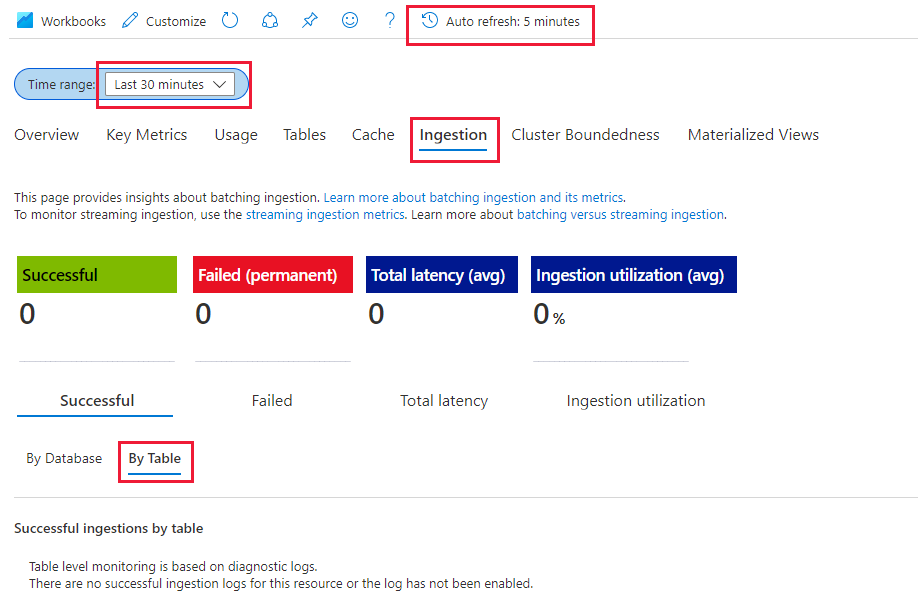 Workbooks Customize ? Auto refresh: 5 minutes
Time range: Last 30 minutes
Overview Key Metrics Usage Tables Cache Ingestion Cluster Boundedness Materialized Views
This page provides insights about batching ingestion. Learn more about batching ingestion and its metrics.
To monitor streaming ingestion, use the streaming ingestion metrics. Learn more about batching versus streaming ingestion.
Successful Failed (permanent) Total latency (avg) Ingestion utilization (avg)
0 0 0 0 %
Successful Failed Total latency Ingestion utilization
By Database By Table
Successful ingestions by table
Table level monitoring is based on diagnostic logs.
There are no successful ingestion logs for this resource or the log has not been enabled.